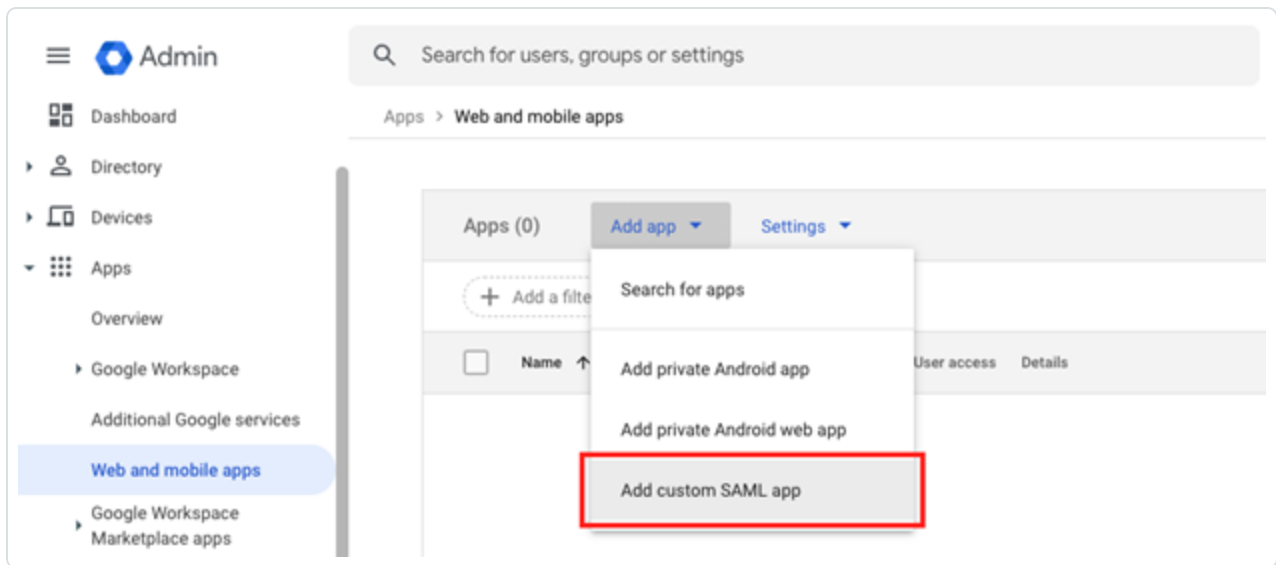 Admin
Search for users, groups or settings
Dashboard
Apps > Web and mobile apps
Directory
Devices
Apps (0)
Add app
Settings
Apps
Search for apps
Add a filte
Overview
Name
User access
Details
Google Workspace
Add private Android app
Additional Google services
Add private Android web app
Web and mobile apps
Add custom SAML app
Google Workspace
Marketplace apps